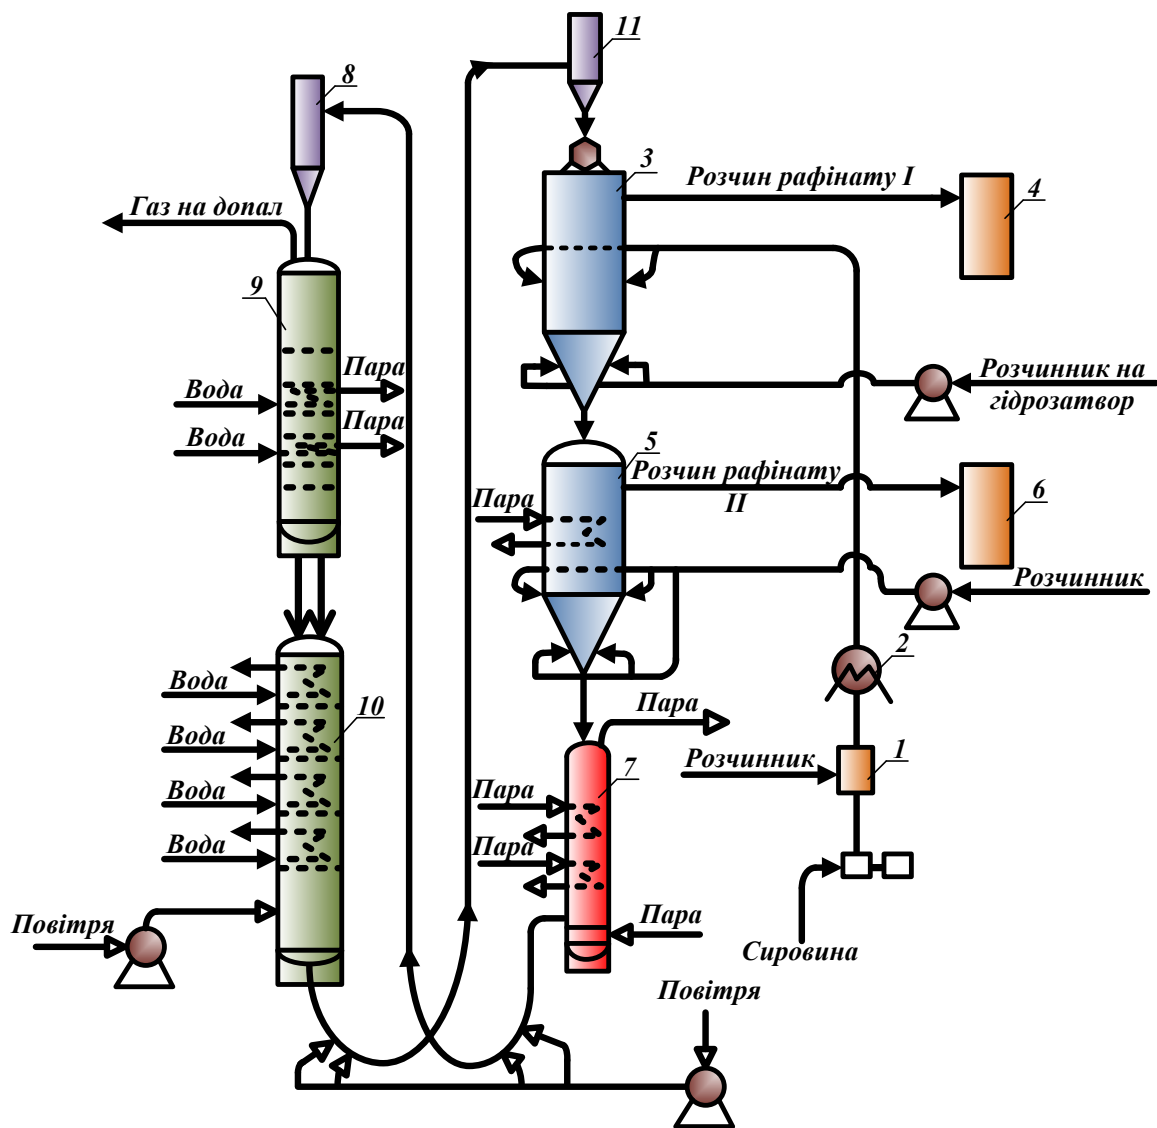 11
8
3
Розчин рафінату I
4
Газ на допал
9
Пара
Вода
Розчинник на
гідрозатвор
Пара
Вода
5
Розчин рафінату
II
6
Пара
Розчинник
2
Вода
10
Пара
Вода
Розчинник
1
7
Пара
Вода
Пара
Вода
Пара
Повітря
Сировина
Повітря